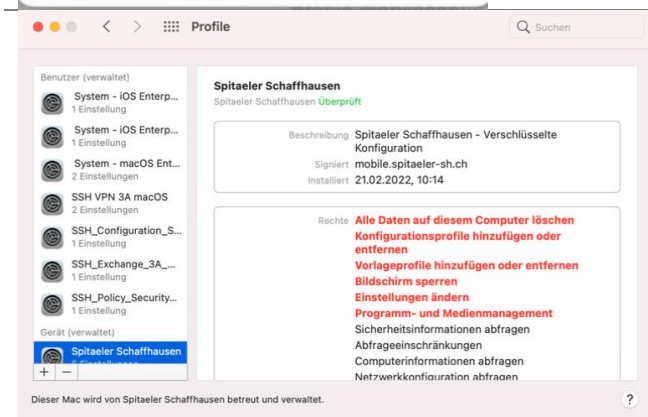 Profile
Suchen
Benutzer (verwaltet)
System - iOS Enterp...
1 Einstellung
System - iOS Enterp...
1 Einstellung
System - macOS Ent...
2 Einstellungen
SSH VPN 3A macOS
2 Einstellungen
SSH_Configuration_S...
1 Einstellung
SSH_Exchange_3A_...
1 Einstellung
SSH_Policy_Security...
1 Einstellung
Gerät (verwaltet)
Spitaeler Schaffhausen
Spitaeler Schaffhausen
Spitaeler Schaffhausen Überprüft
Beschreibung Spitaeler Schaffhausen - Verschlüsselte
Konfiguration
Signiert mobile.spitaeler-sh.ch
Installiert 21.02.2022, 10:14
Rechte Alle Daten auf diesem Computer löschen
Konfigurationsprofile hinzufügen oder
entfernen
Vorlageprofile hinzufügen oder entfernen
Bildschirm sperren
Einstellungen ändern
Programm- und Medienmanagement
Sicherheitsinformationen abfragen
Abfrageeinschränkungen
Computerinformationen abfragen
Netzwerkkonfiguration abfragen
Dieser Mac wird von Spitaeler Schaffhausen betreut und verwaltet.
?